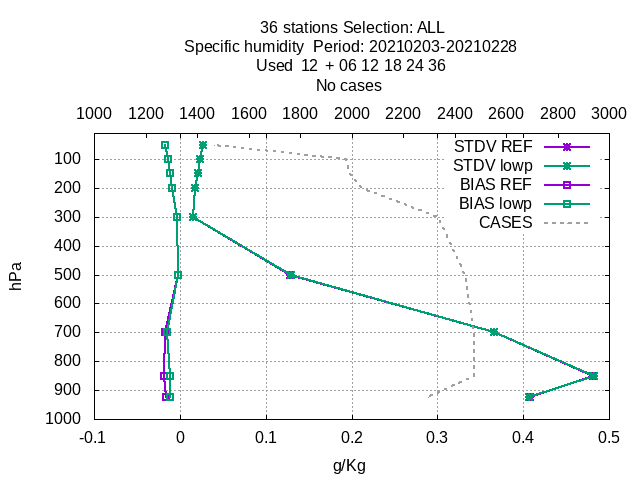 36 stations Selection: ALL
Specific humidity  Period: 20210203-20210228
Used  12  + 06 12 18 24 36
No cases
1000 1200 1400 1600 1800 2000 2200 2400 2600 2800 3000
STDV REF
STDV lowp
BIAS REF
BIAS lowp
CASES
100
200
300
400
500
600
700
800
900
1000
hPa
-0.1 0 0.1 0.2 0.3 0.4 0.5
g/Kg